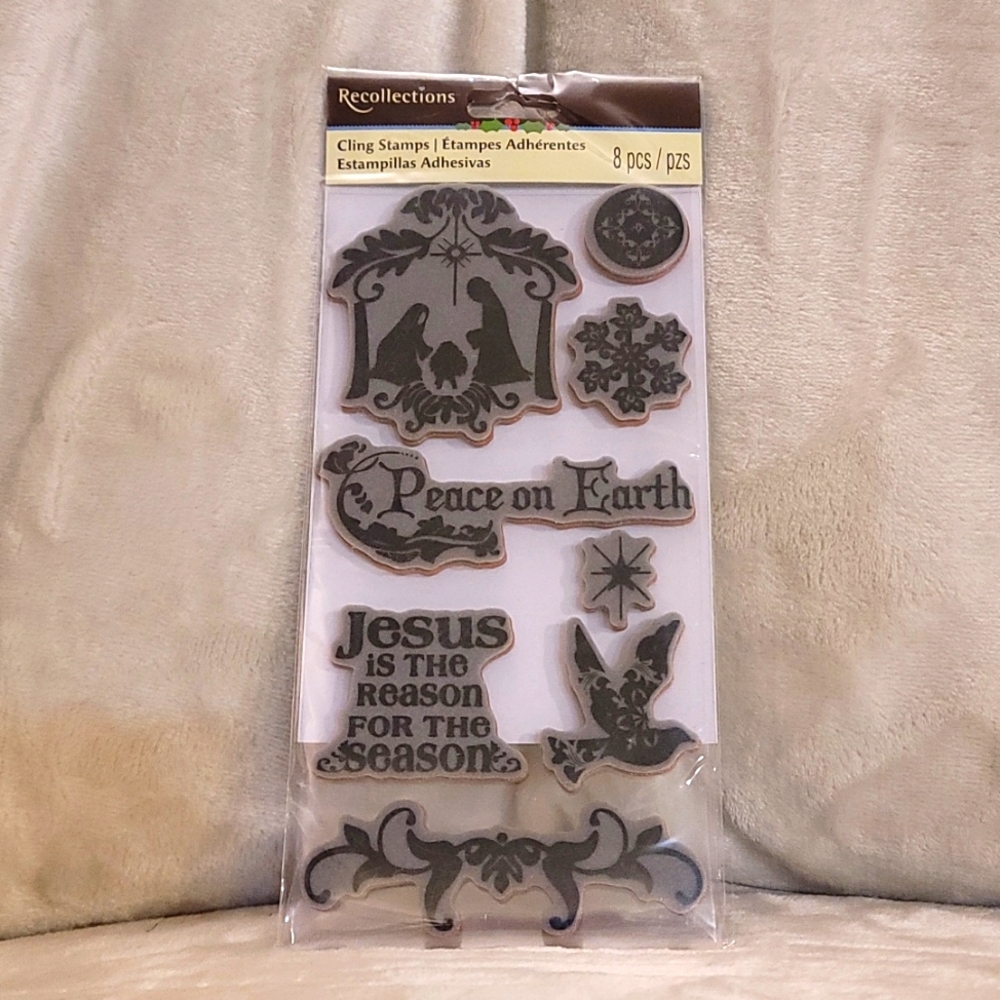 Recollections
Cling Stamps | Étampes Adhérentes
Estampillas Adhesivas
8 pcs / pzs
Peace on Earth
Jesus
is the
Reason
for the
Season